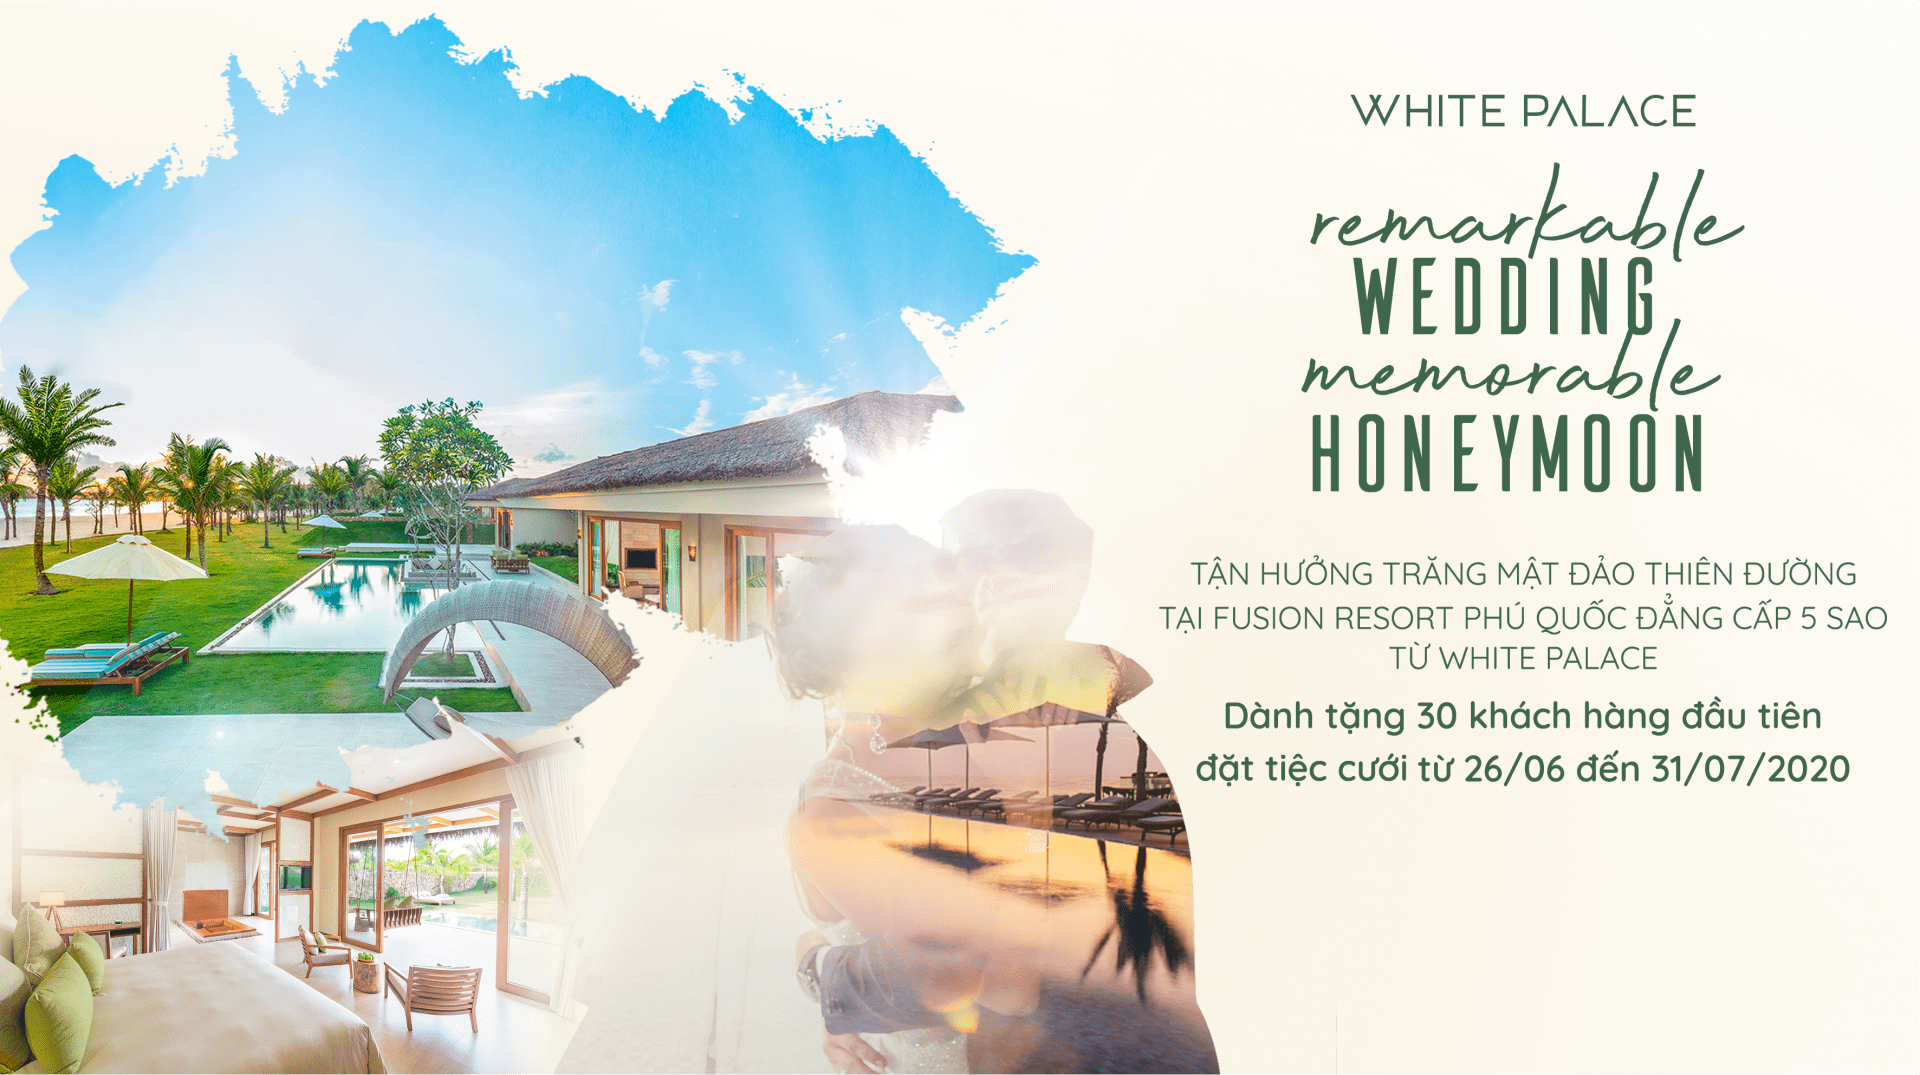 WHITE PALACE
remarkable
WEDDING
memorable
HONEYMOON
TẬN HƯỞNG TRĂNG MẬT ĐẢO THIÊN ĐƯỜNG
TẠI FUSION RESORT PHÚ QUỐC ĐẲNG CẤP 5 SAO
TỪ WHITE PALACE
Dành tặng 30 khách hàng đầu tiên
đặt tiệc cưới từ 26/06 đến 31/07/2020